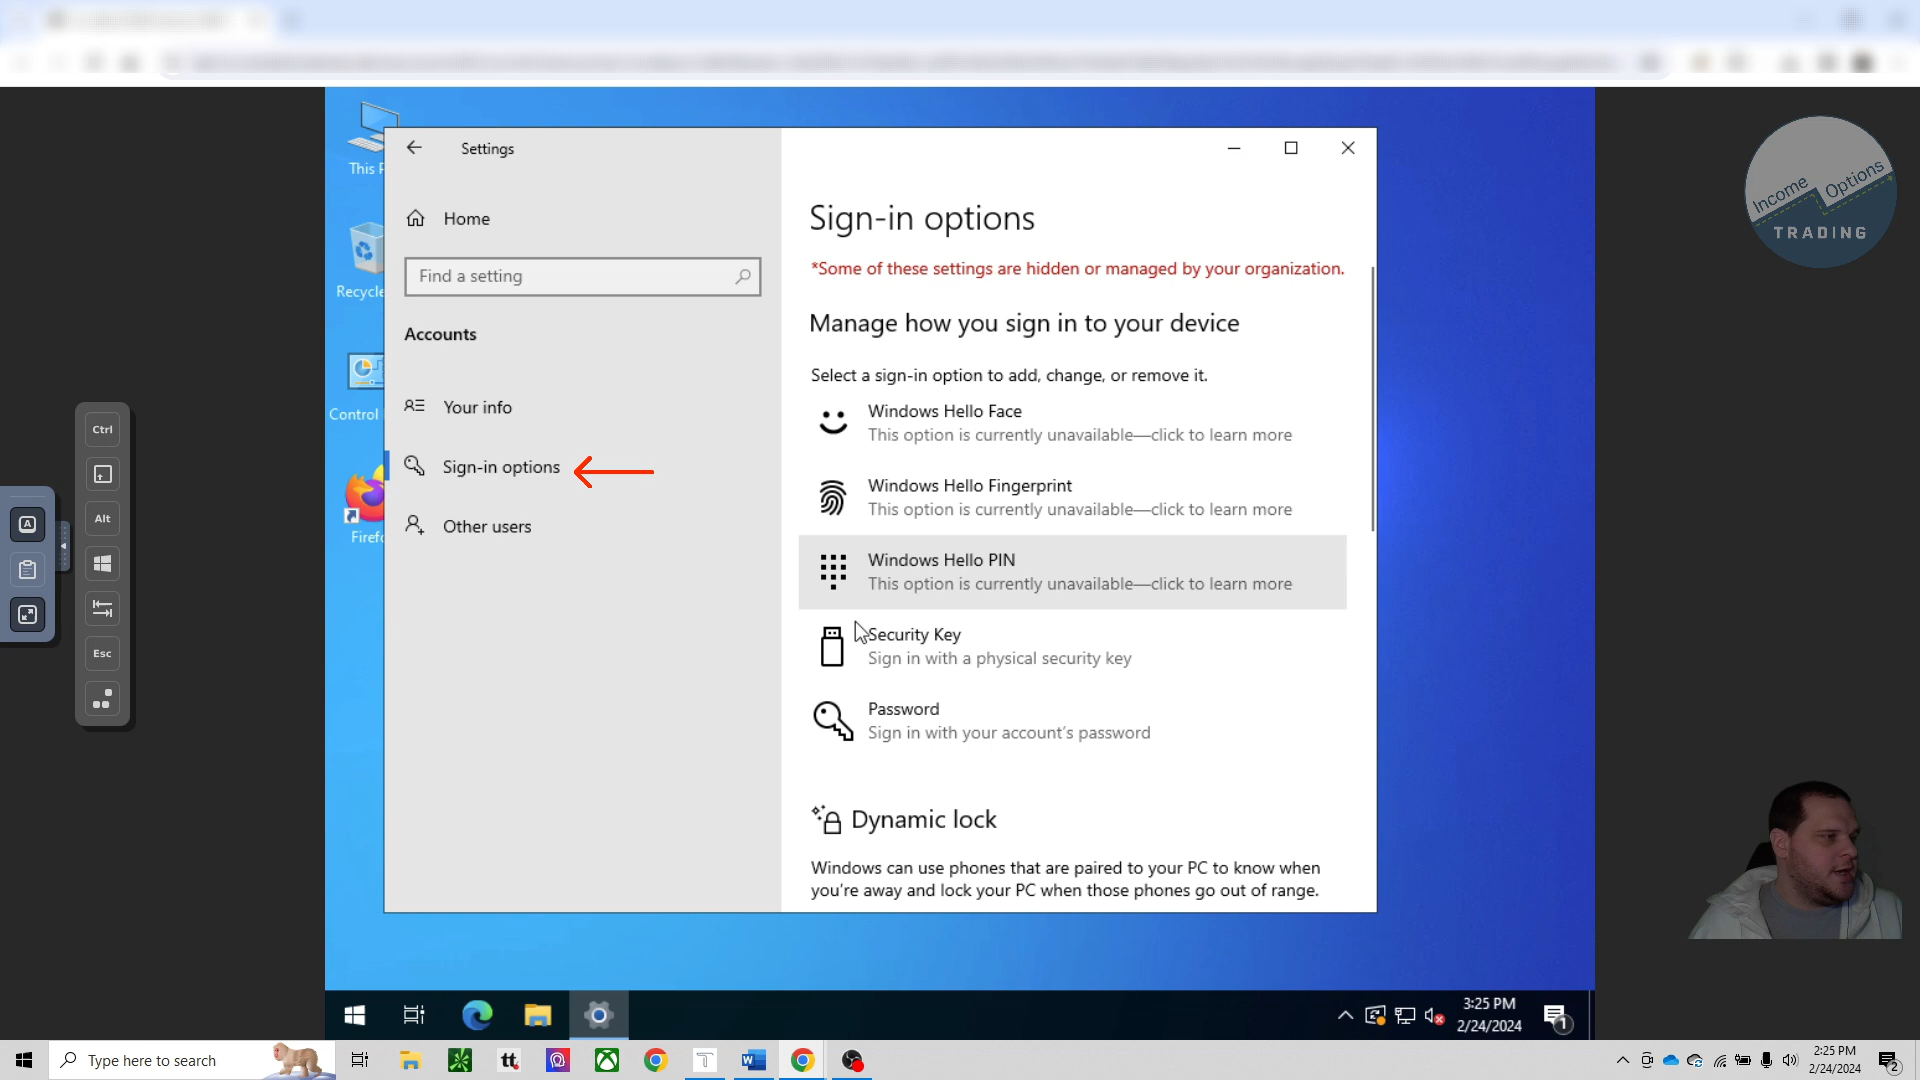 Income
Options
TRADING
This P
Recycle
Control
Firefo
Settings
Home
Find a setting
Accounts
Your info
Sign-in options
Other users
Sign-in options
*Some of these settings are hidden or managed by your organization.
Manage how you sign in to your device
Select a sign-in option to add, change, or remove it.
Windows Hello Face
This option is currently unavailable—click to learn more
Windows Hello Fingerprint
This option is currently unavailable—click to learn more
Windows Hello PIN
This option is currently unavailable—click to learn more
Security Key
Sign in with a physical security key
Password
Sign in with your account's password
Dynamic lock
Windows can use phones that are paired to your PC to know when
you're away and lock your PC when those phones go out of range.
Ctrl
Alt
Esc
A
3:25 PM
2/24/2024
1
Type here to search
tt
2:25 PM
2/24/2024
2